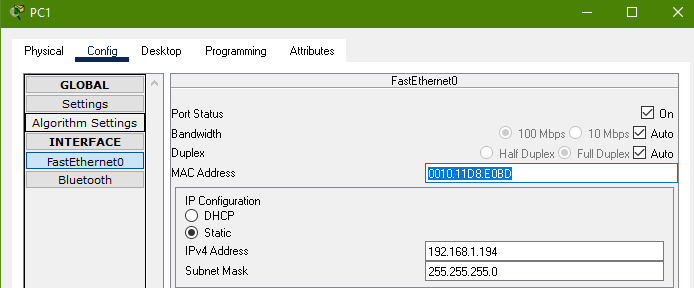 PC1
Physical Config Desktop Programming Attributes
GLOBAL
Settings
Algorithm Settings
INTERFACE
FastEthernet0
Bluetooth
FastEthernet0
Port Status On
Bandwidth 100 Mbps 10 Mbps Auto
Duplex Half Duplex Full Duplex Auto
MAC Address 0010.11D8.E0BD
IP Configuration
DHCP
Static
IPv4 Address 192.168.1.194
Subnet Mask 255.255.255.0